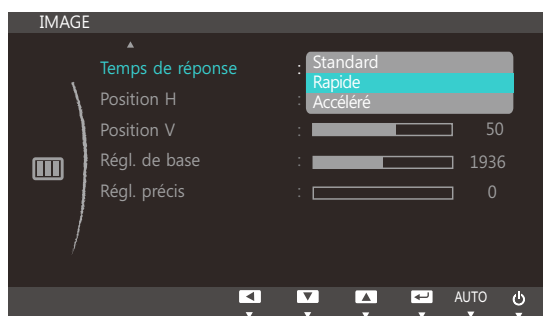 IMAGE
Temps de réponse : Standard
Rapide
Position H : Accéléré
Position V : 50
Régl. de base : 1936
Régl. précis : 0
AUTO